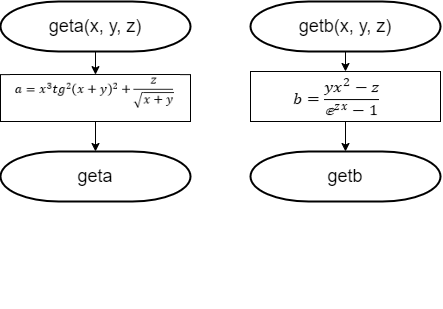 geta(x, y, z)
getb(x, y, z)
a = x³tg²(x + y)² + z/√(x + y)
b = (yx² − z)/(e^(zx) − 1)
geta
getb